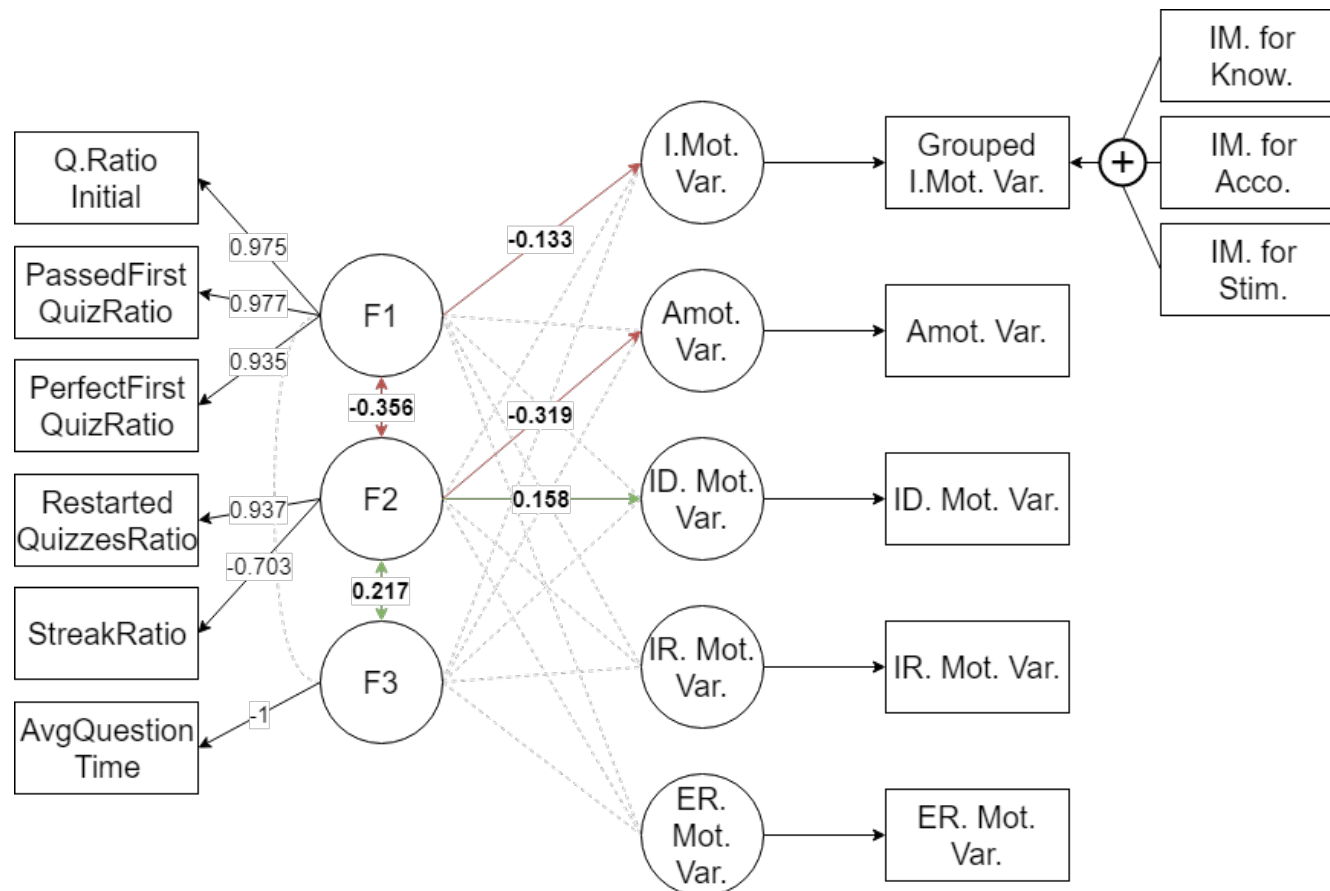 Q.Ratio
Initial
PassedFirst
QuizRatio
PerfectFirst
QuizRatio
Restarted
QuizzesRatio
StreakRatio
AvgQuestion
Time
0.975
0.977
0.935
0.937
-0.703
-1
F1
-0.356
F2
0.217
F3
-0.133
-0.319
0.158
I.Mot.
Var.
Amot.
Var.
ID. Mot.
Var.
IR. Mot.
Var.
ER.
Mot.
Var.
Grouped
I.Mot. Var.
Amot. Var.
ID. Mot. Var.
IR. Mot. Var.
ER. Mot.
Var.
+
IM. for
Know.
IM. for
Acco.
IM. for
Stim.